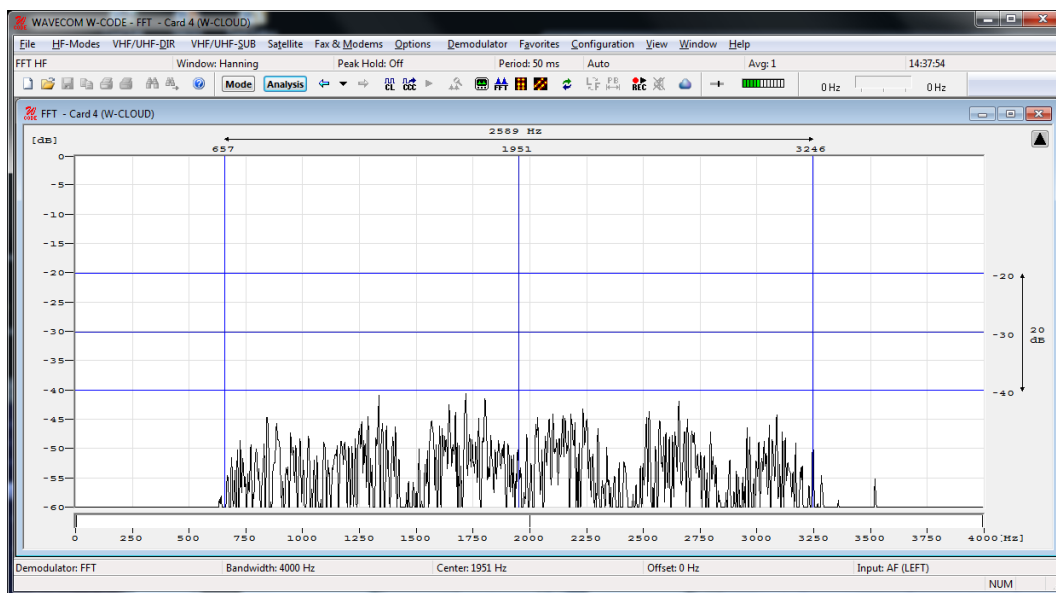 WAVECOM W-CODE - FFT - Card 4 (W-CLOUD)
File HF-Modes VHF/UHF-DIR VHF/UHF-SUB Satellite Fax & Modems Options Demodulator Favorites Configuration View Window Help
FFT HF Window: Hanning Peak Hold: Off Period: 50 ms Auto Avg: 1 14:37:54
Mode Analysis CL CCC FFT REC 0 Hz 0 Hz
FFT - Card 4 (W-CLOUD)
2589 Hz
[dB]
657 1951 3246
0
-5
-10
-15
-20 -20
-25
-30 -30 20 dB
-35
-40 -40
-45
-50
-55
-60
0 250 500 750 1000 1250 1500 1750 2000 2250 2500 2750 3000 3250 3500 3750 4000[Hz]
Demodulator: FFT Bandwidth: 4000 Hz Center: 1951 Hz Offset: 0 Hz Input: AF (LEFT)
NUM